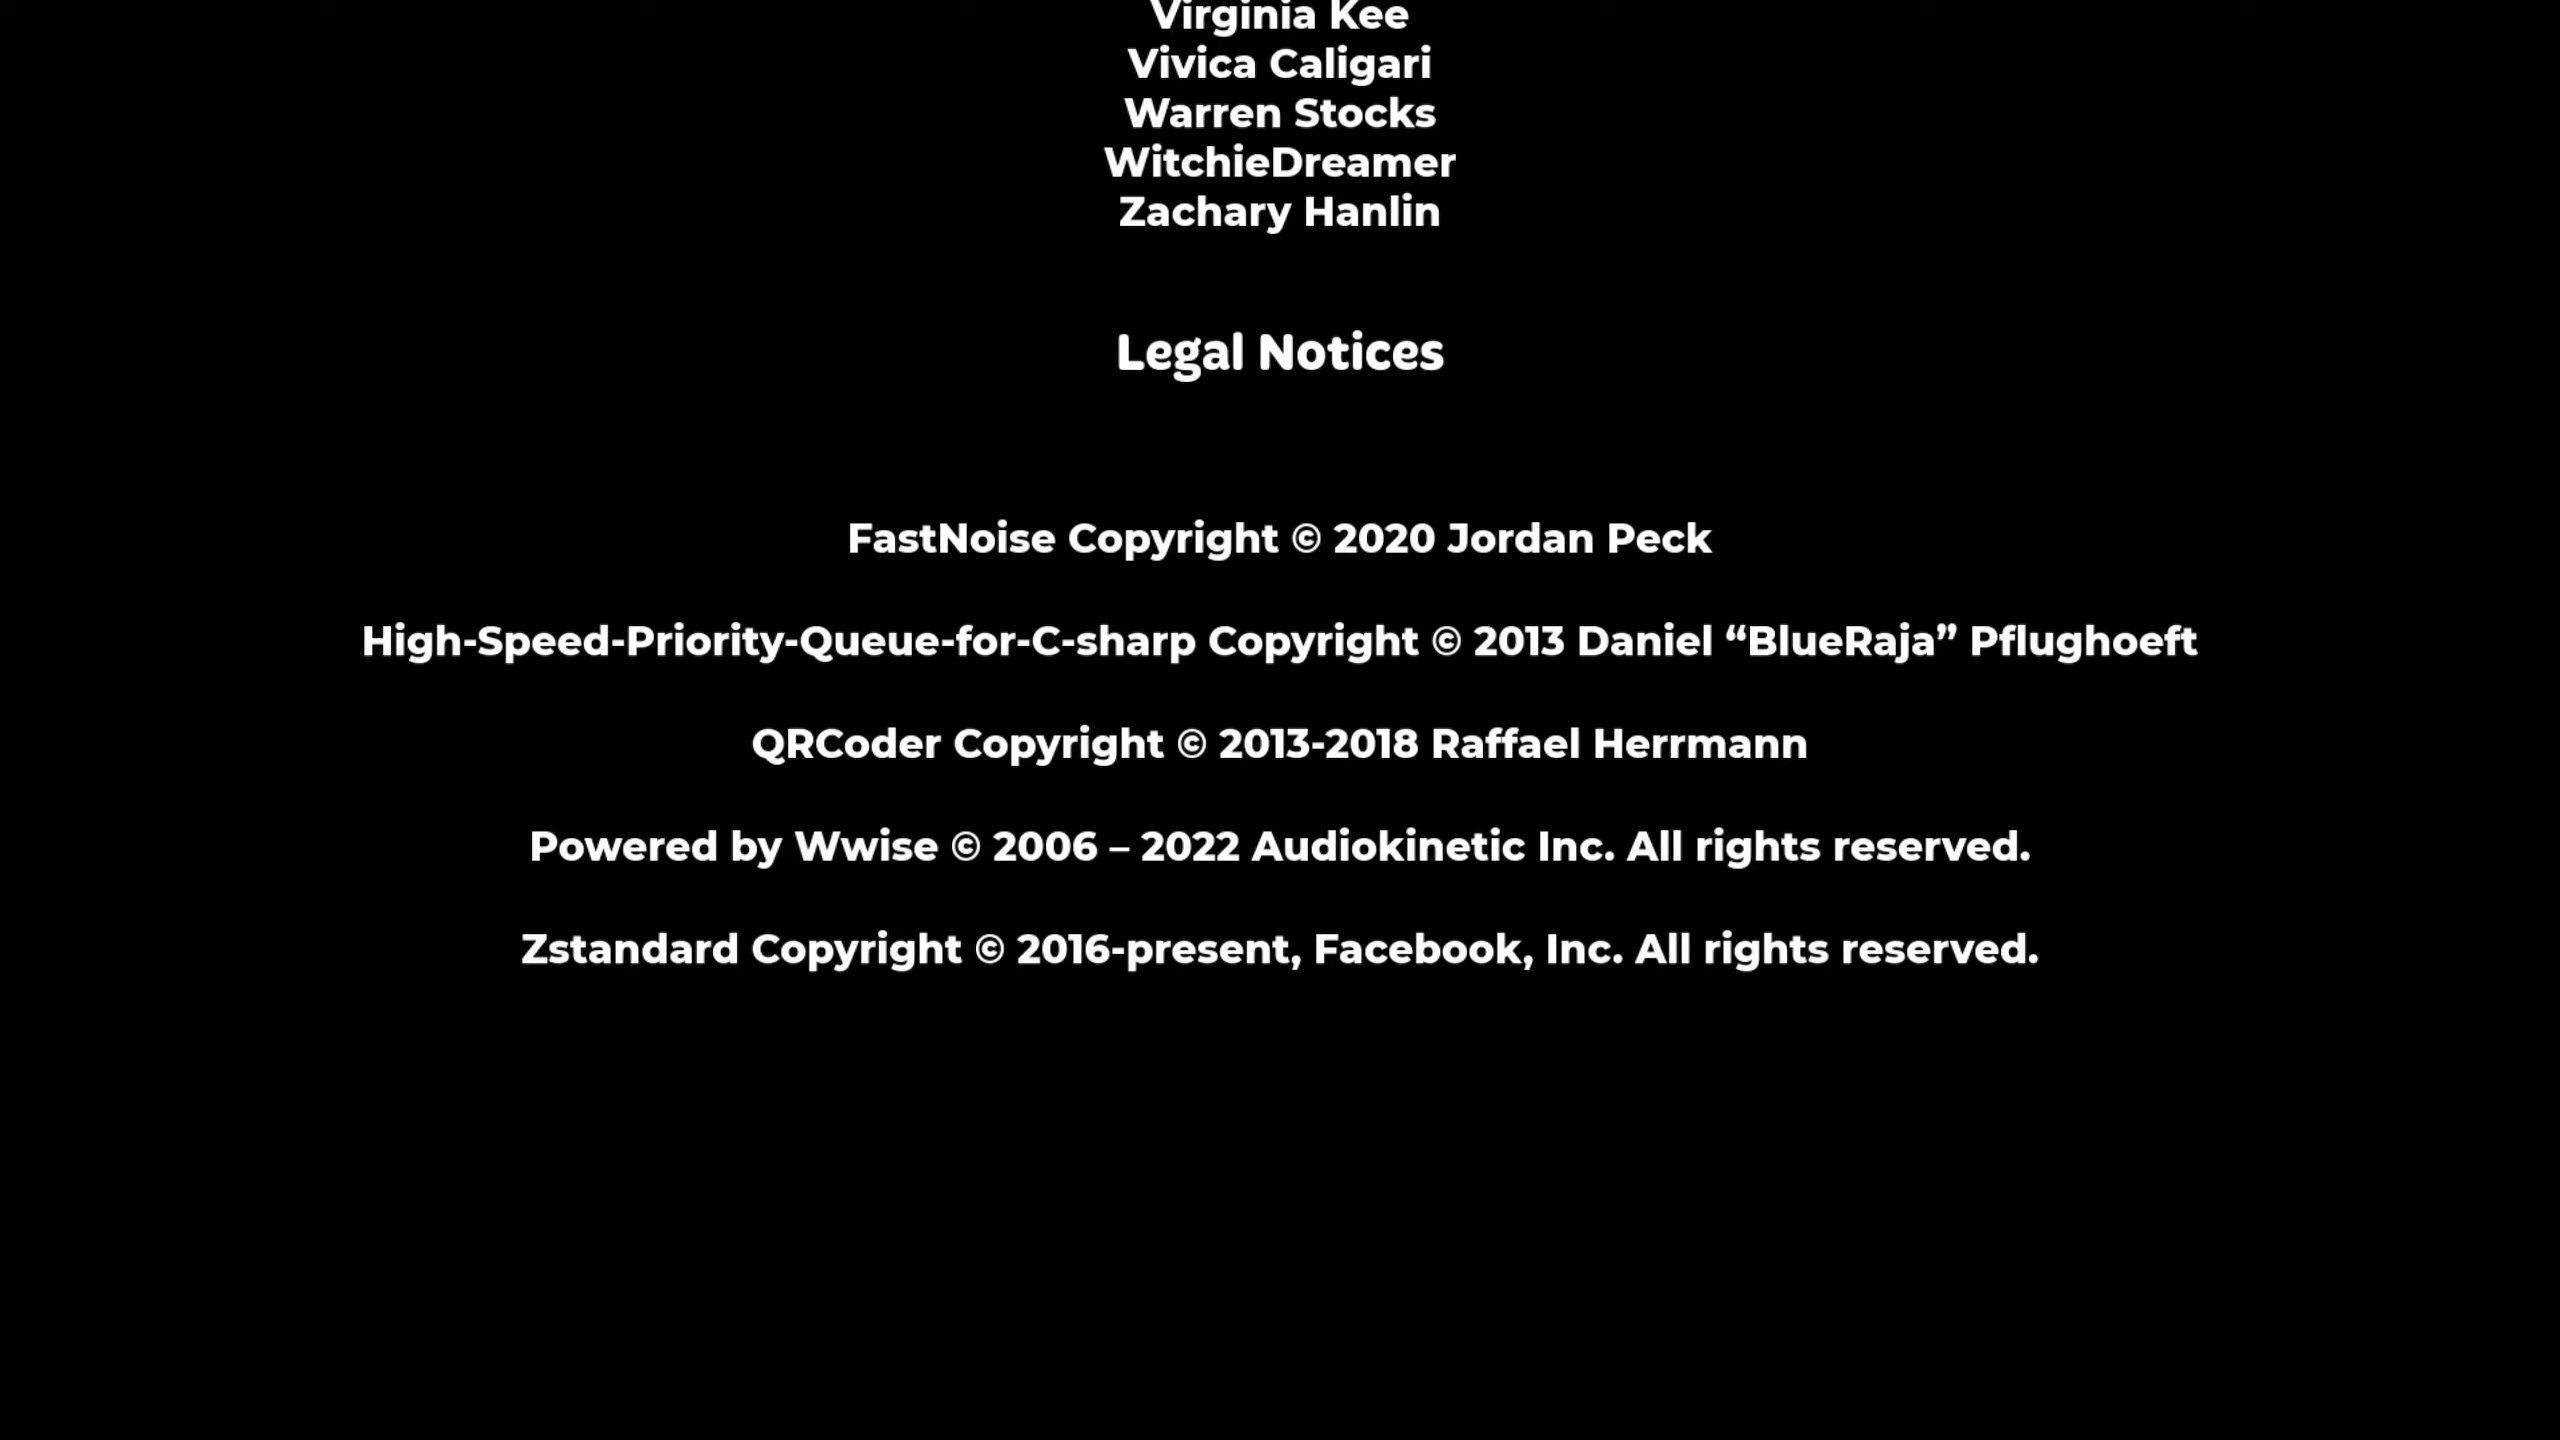 Virginia Kee
Vivica Caligari
Warren Stocks
WitchieDreamer
Zachary Hanlin
Legal Notices
FastNoise Copyright © 2020 Jordan Peck
High-Speed-Priority-Queue-for-C-sharp Copyright © 2013 Daniel “BlueRaja” Pflughoeft
QRCoder Copyright © 2013-2018 Raffael Herrmann
Powered by Wwise © 2006 – 2022 Audiokinetic Inc. All rights reserved.
Zstandard Copyright © 2016-present, Facebook, Inc. All rights reserved.